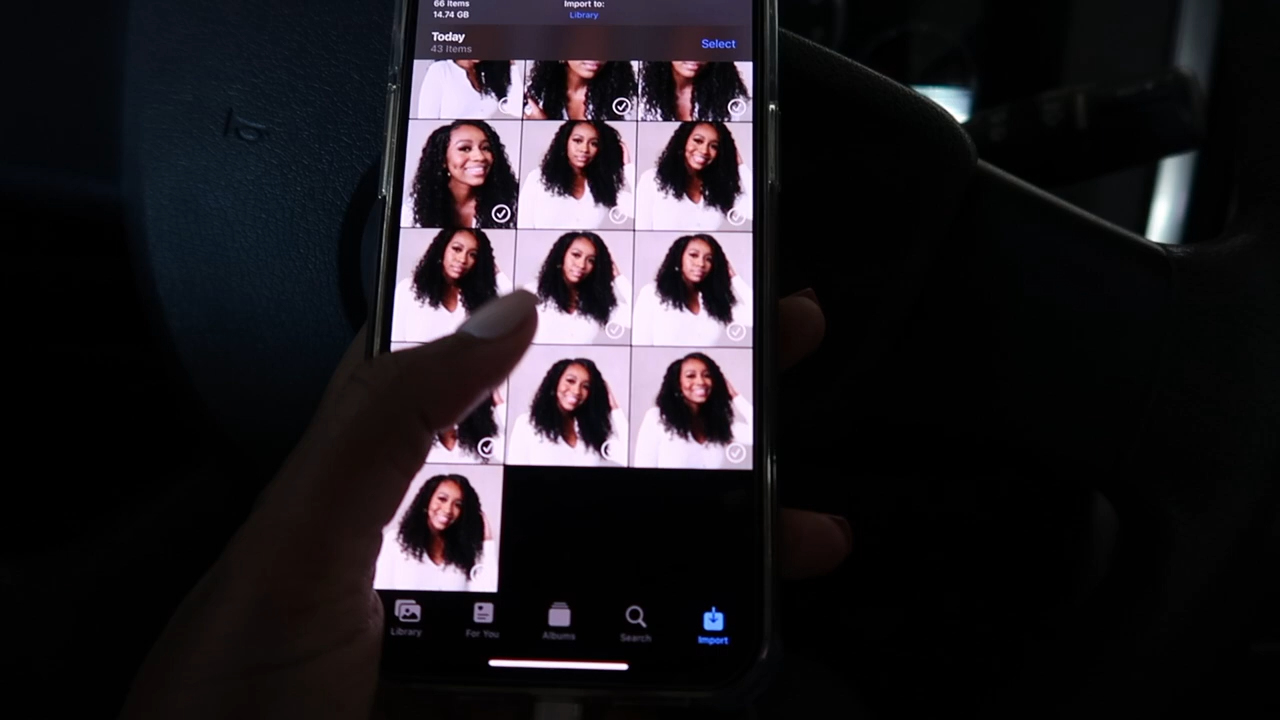 66 Items
14.74 GB
Import to:
Library
Today
43 Items
Select
Library
For You
Albums
Search
Import